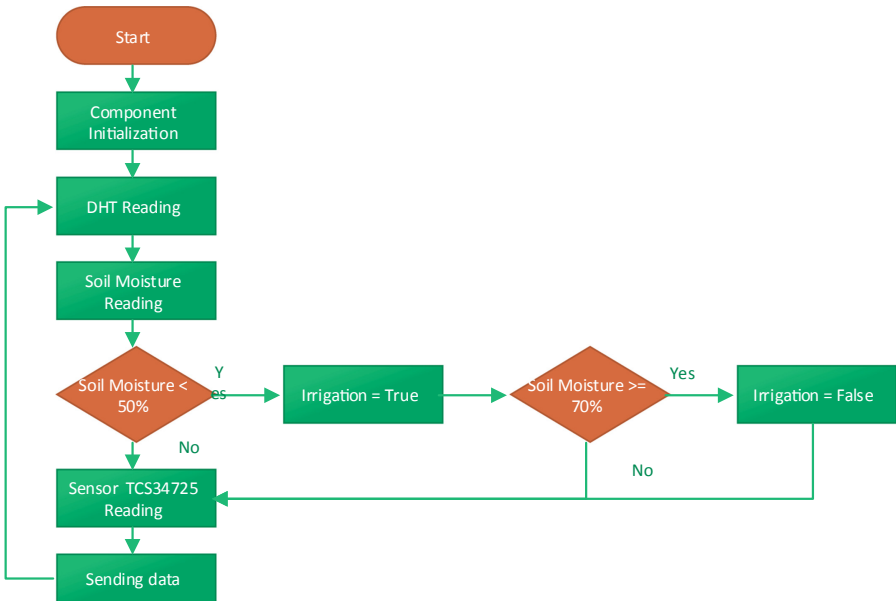 Start
Component
Initialization
DHT Reading
Soil Moisture
Reading
Soil Moisture <
50%
Y
es
Irrigation = True
Soil Moisture >=
70%
Yes
Irrigation = False
No
No
Sensor TCS34725
Reading
Sending data